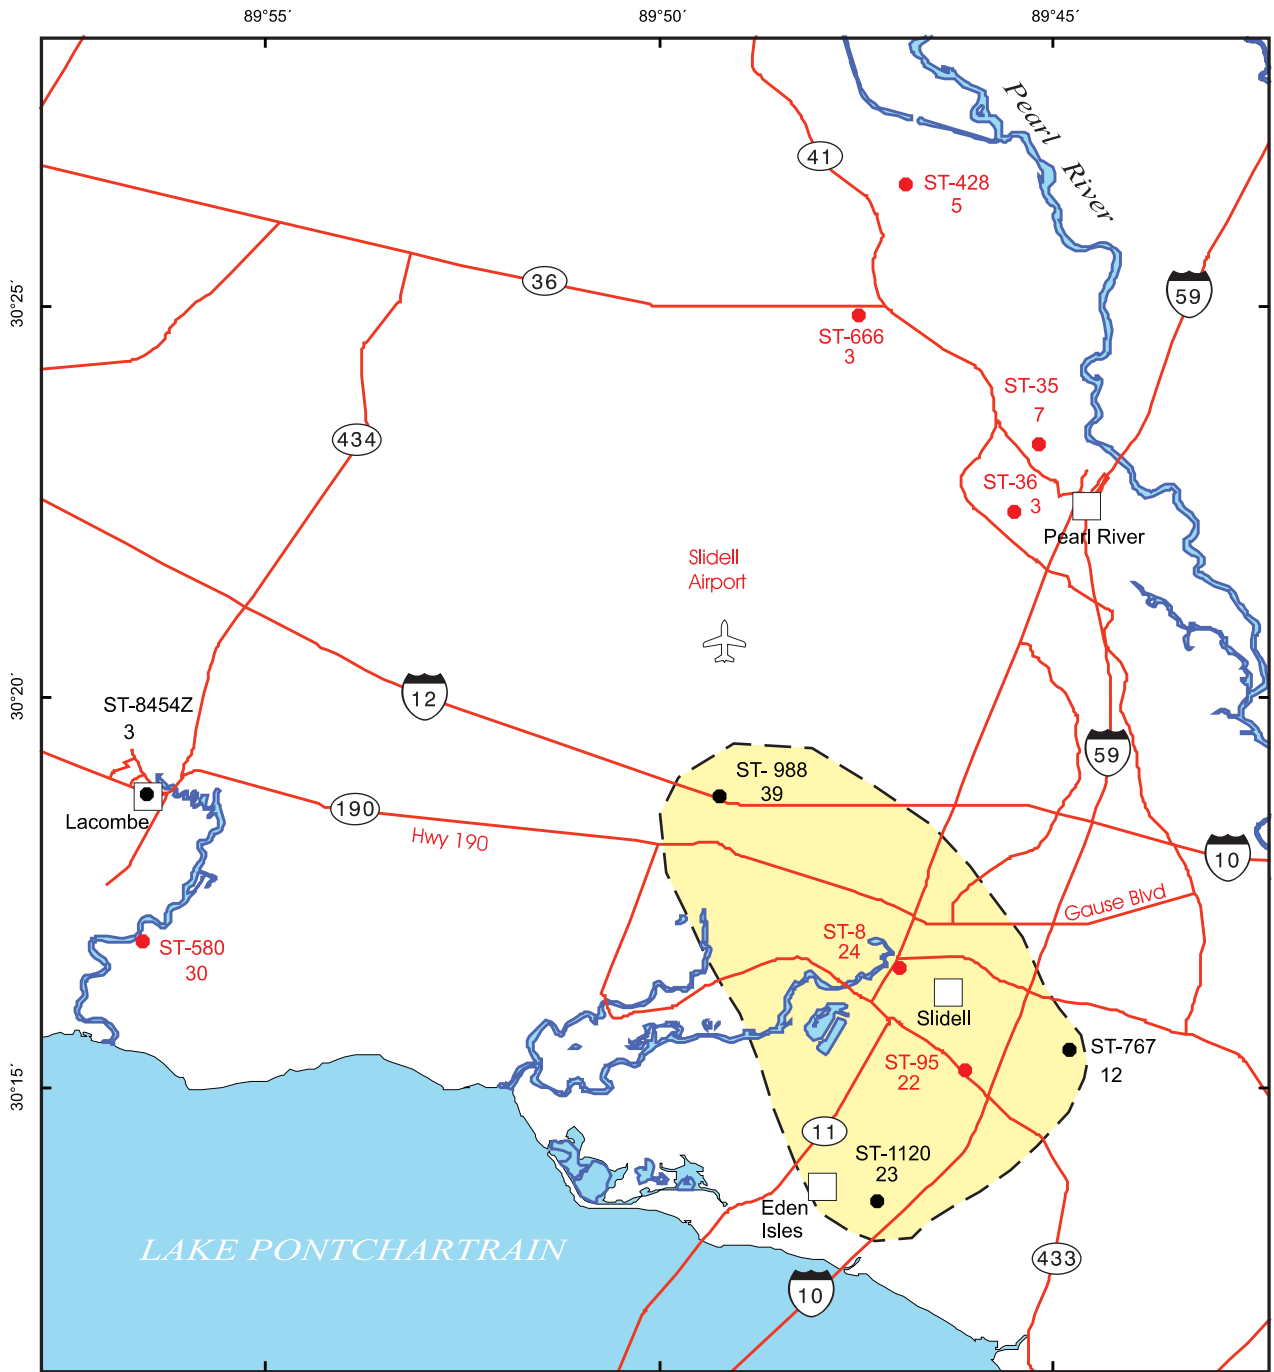 89°55′
89°50′
89°45′
Pearl River
41
ST-428
5
36
59
30°25′
ST-666
3
ST-35
7
434
ST-36
3
Pearl River
Slidell
Airport
12
30°20′
ST-8454Z
3
59
ST- 988
39
Lacombe
190
Hwy 190
10
Gause Blvd
ST-8
24
ST-580
30
Slidell
ST-767
12
ST-95
22
30°15′
11
ST-1120
23
Eden
Isles
LAKE PONTCHARTRAIN
433
10